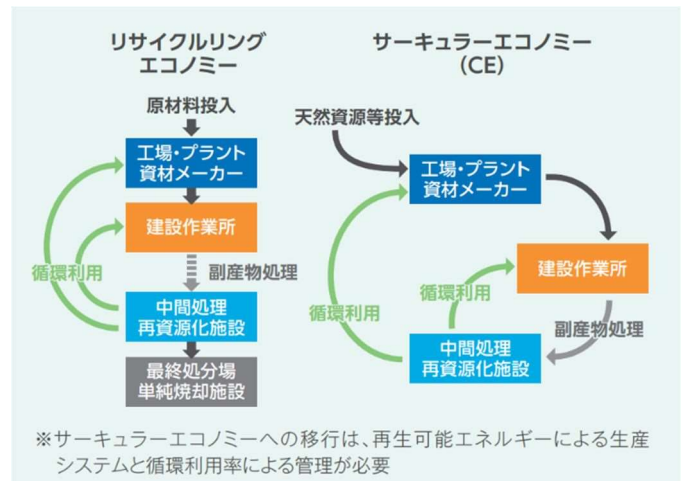 リサイクルリング
エコノミー
原材料投入
工場・プラント
資材メーカー
建設作業所
循環利用
副産物処理
中間処理
再資源化施設
最終処分場
単純焼却施設
サーキュラーエコノミー
(CE)
天然資源等投入
工場・プラント
資材メーカー
建設作業所
循環利用
循環利用
副産物処理
中間処理
再資源化施設
※サーキュラーエコノミーへの移行は、再生可能エネルギーによる生産
システムと循環利用率による管理が必要